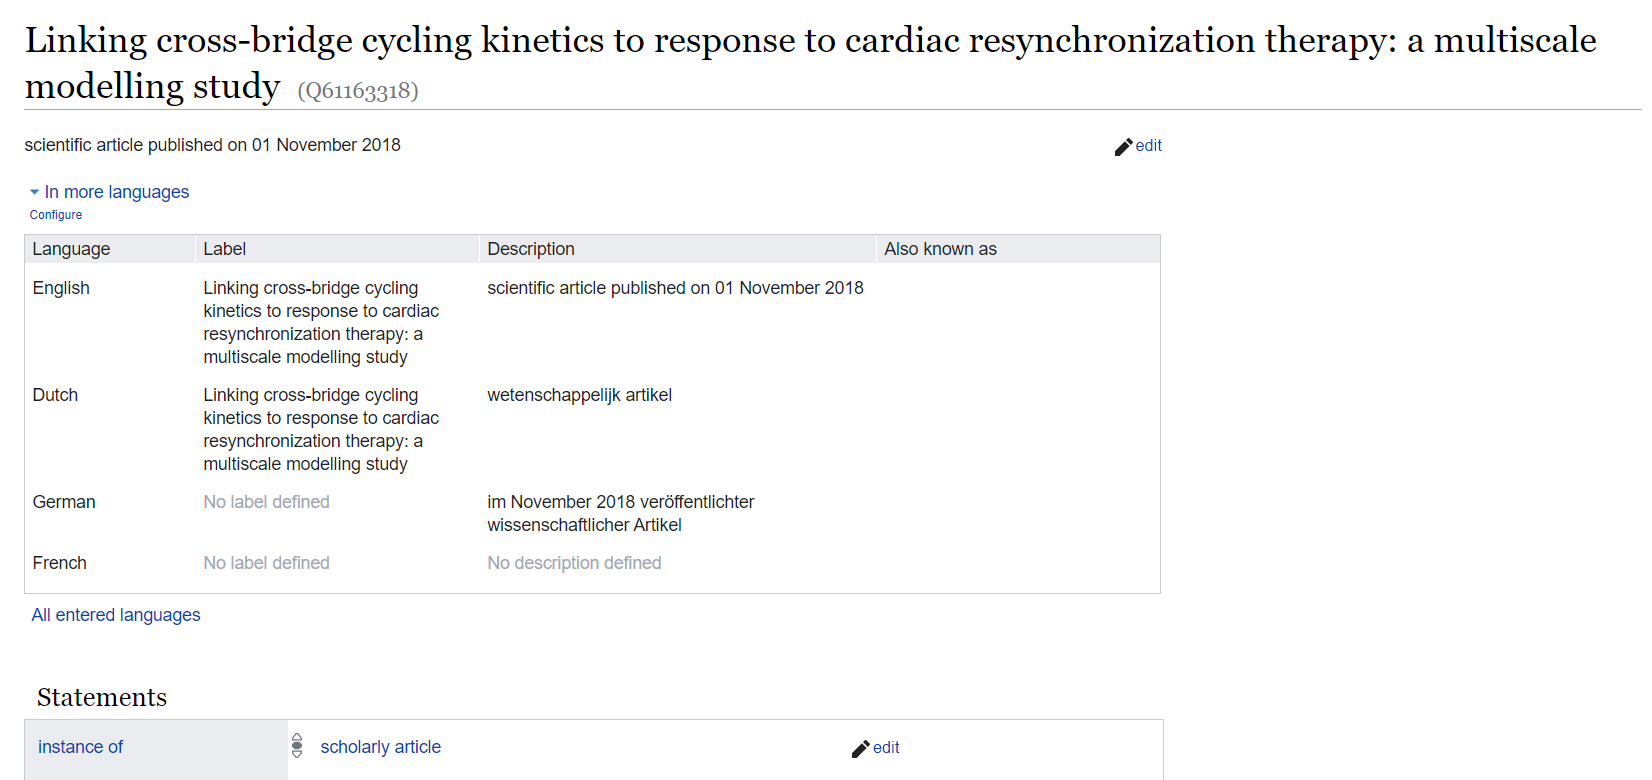 Linking cross-bridge cycling kinetics to response to cardiac resynchronization therapy: a multiscale
modelling study (Q61163318)
scientific article published on 01 November 2018
edit
In more languages
Configure
Language Label Description Also known as
English
Linking cross-bridge cycling
kinetics to response to cardiac
resynchronization therapy: a
multiscale modelling study
scientific article published on 01 November 2018
Dutch
Linking cross-bridge cycling
kinetics to response to cardiac
resynchronization therapy: a
multiscale modelling study
wetenschappelijk artikel
German
No label defined
im November 2018 veröffentlichter
wissenschaftlicher Artikel
French
No label defined
No description defined
All entered languages
Statements
instance of
scholarly article
edit